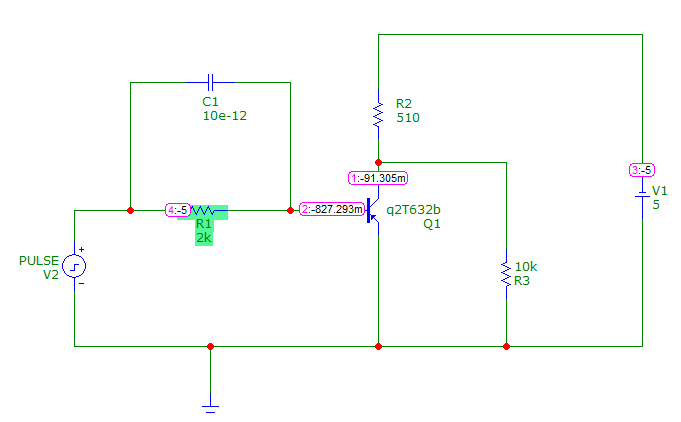 C1
10e-12
R2
510
1:-91.305m
3:-5
V1
5
4:-5
2:-827.293m
q2T632b
Q1
R1
2k
PULSE
V2
+
-
10k
R3